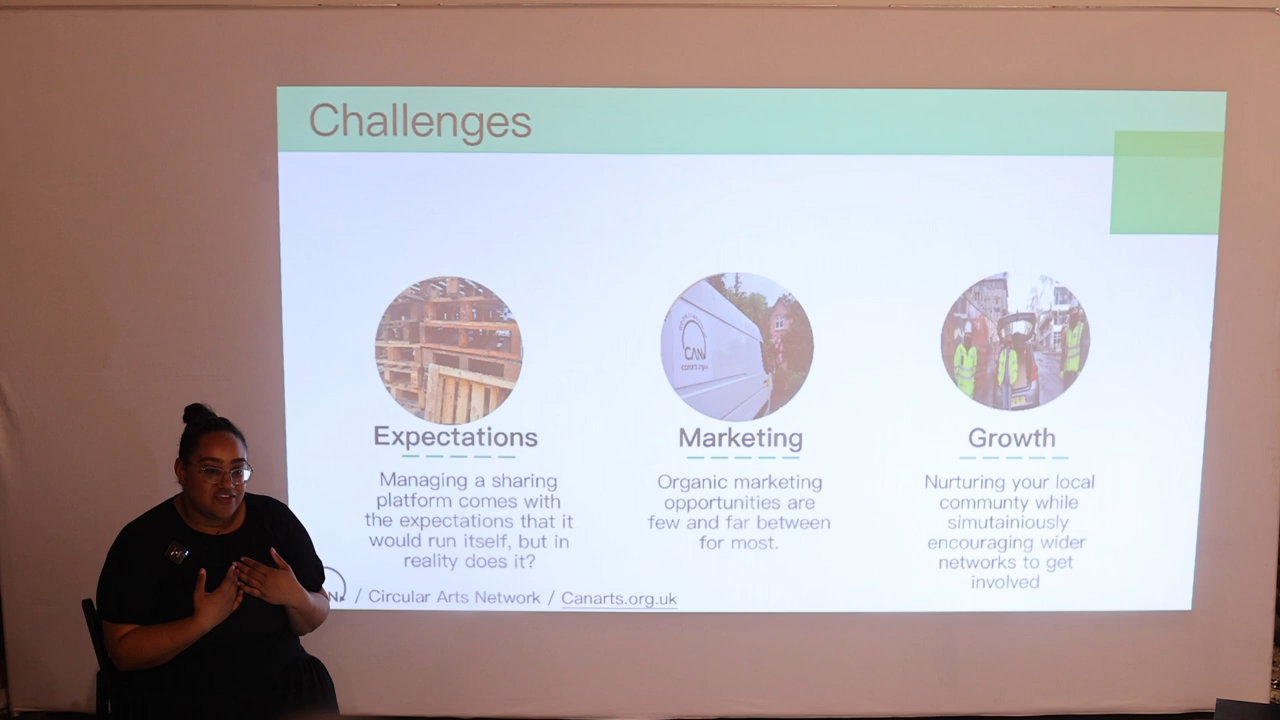 Challenges
CAN
Expectations
Managing a sharing
platform comes with
the expectations that it
would run itself, but in
reality does it?
Marketing
Organic marketing
opportunities are
few and far between
for most.
Growth
Nurturing your local
communty while
simutainiously
encouraging wider
networks to get
involved
/ Circular Arts Network / Canarts.org.uk